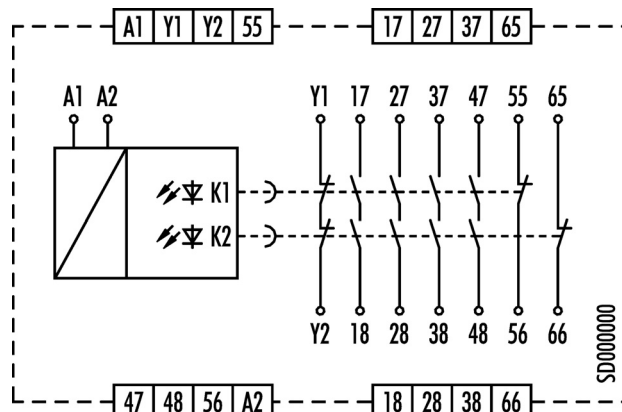 A1 Y1 Y2 55 17 27 37 65
A1 A2 Y1 17 27 37 47 55 65
K1
K2
Y2 18 28 38 48 56 66
SD000000
47 48 56 A2 18 28 38 66